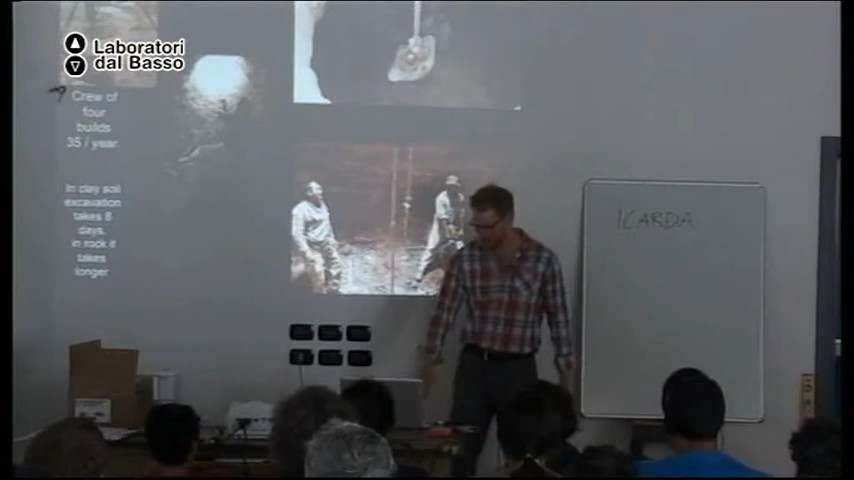 Laboratori
dal Basso
Crew of
four
builds
35 / year.
In clay soil
excavation
takes 8
days,
in rock it
takes
longer
ICARDA